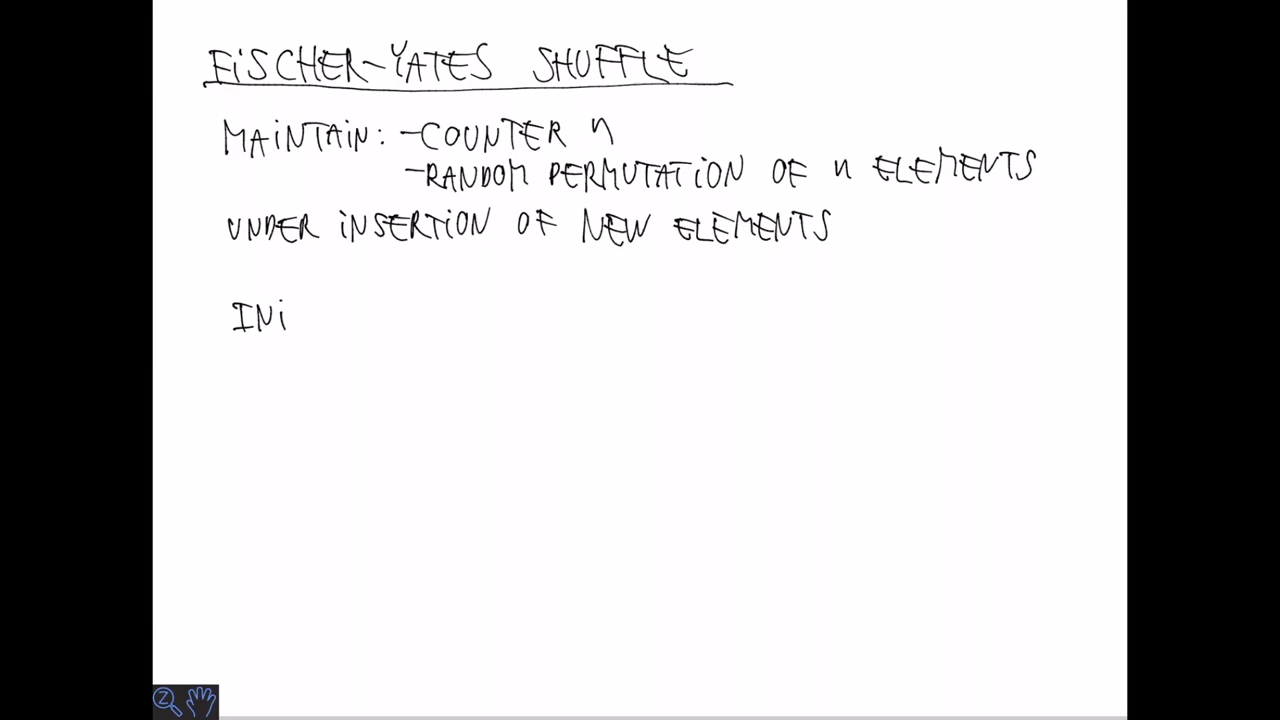 FiSCHER-YATES SHUFFLE
MAiNTAiN: -COUNTER n
-RANDOM PERMUTATiON OF n ELEMENTS
UNDER iNSERTiON OF NEW ELEMENTS
INi
Z